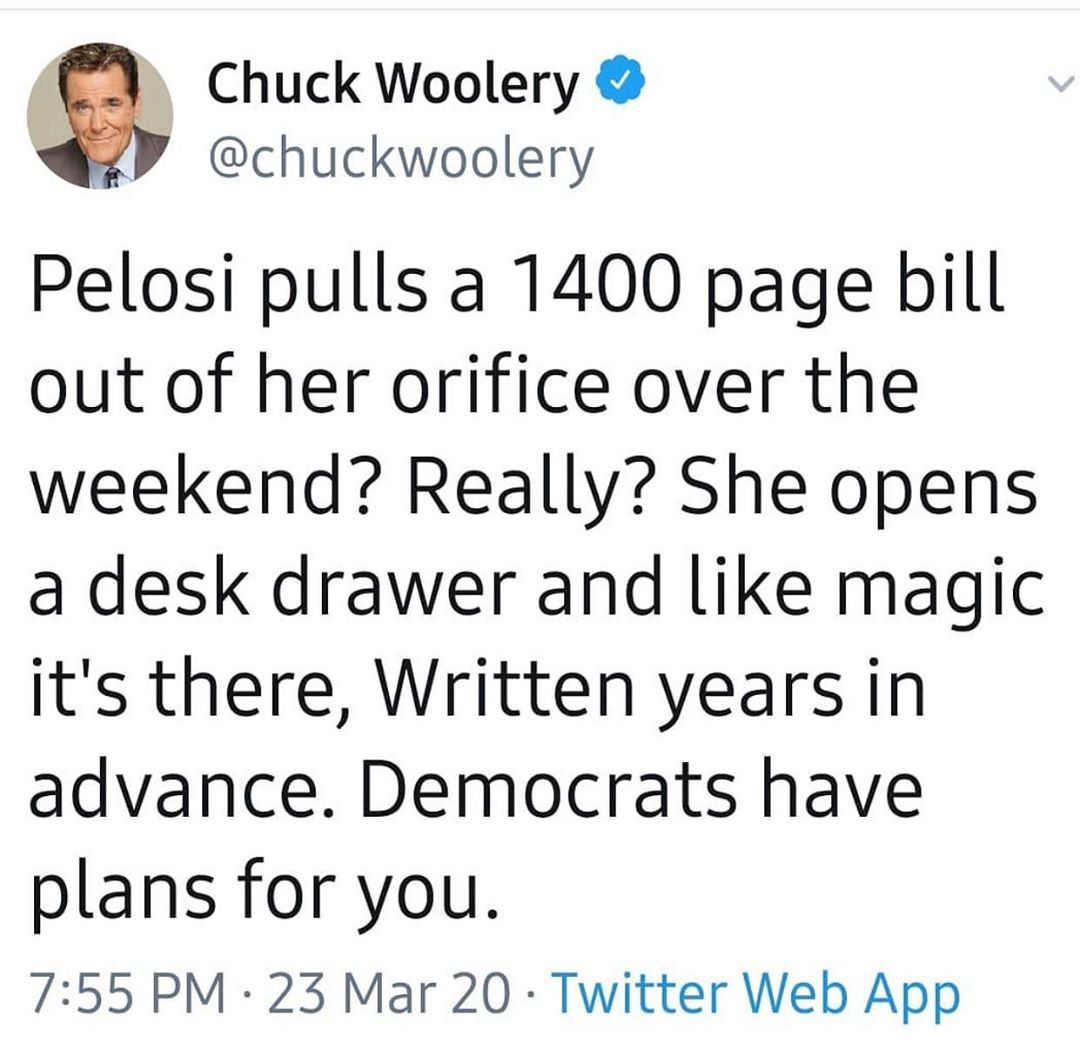 Chuck Woolery
@chuckwoolery
Pelosi pulls a 1400 page bill
out of her orifice over the
weekend? Really? She opens
a desk drawer and like magic
it's there, Written years in
advance. Democrats have
plans for you.
7:55 PM · 23 Mar 20 · Twitter Web App